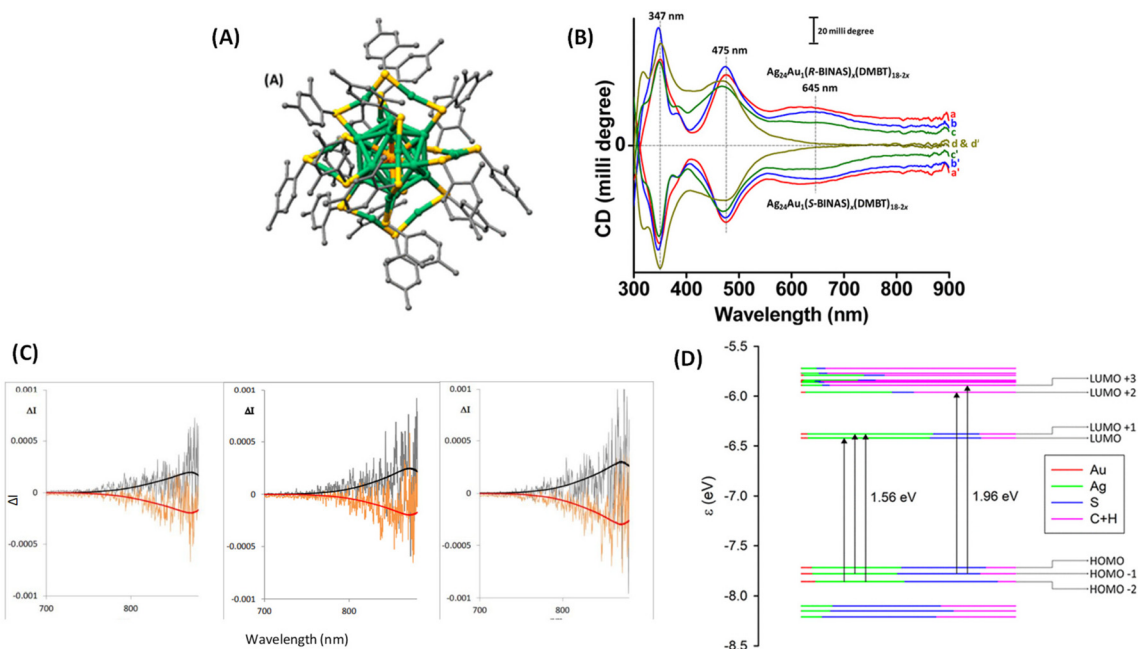 (A)
(A)
(B)
347 nm
475 nm
20 milli degree
Ag24Au1(R-BINAS)x(DMBT)18-2x
645 nm
a
b
c
d & d'
c'
b'
a'
0
Ag24Au1(S-BINAS)x(DMBT)18-2x
CD (milli degree)
300 400 500 600 700 800 900
Wavelength (nm)
(C)
0.001 0.001 0.001
ΔI ΔI ΔI
0.0005 0.0005 0.0005
0 0 0
ΔI
-0.0005 -0.0005 -0.0005
-0.001 -0.001 -0.001
700 800 700 800 700 800
Wavelength (nm)
(D)
-5.5
-6.0
-6.5
-7.0
-7.5
-8.0
-8.5
ε (eV)
LUMO +3
LUMO +2
LUMO +1
LUMO
Au
Ag
S
C+H
1.56 eV
1.96 eV
HOMO
HOMO -1
HOMO -2